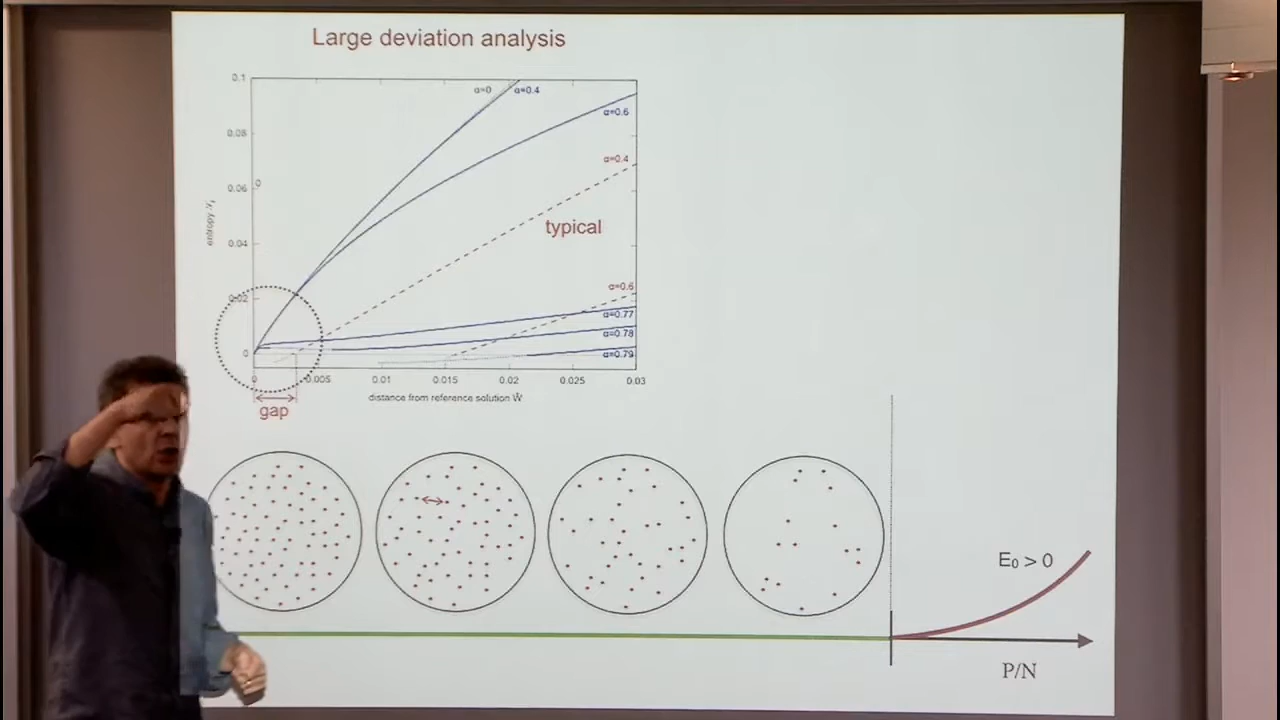 Large deviation analysis
0.1
0.08
0.06
0.04
0.02
0
0
α=0
α=0.4
α=0.6
α=0.4
typical
α=0.6
α=0.77
α=0.78
α=0.79
0
0.005
0.01
0.015
0.02
0.025
0.03
distance from reference solution W̃
gap
E₀ > 0
P/N
entropy